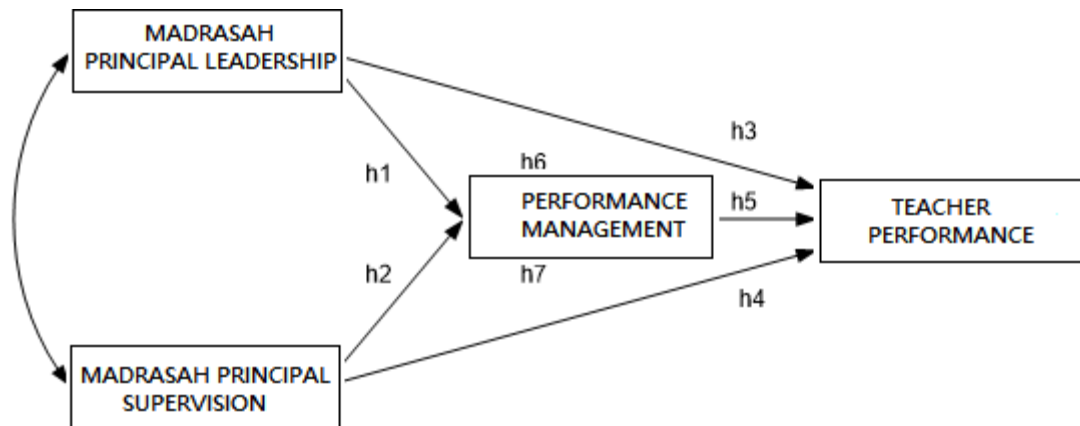 MADRASAH
PRINCIPAL LEADERSHIP
h3
h1
h6
PERFORMANCE
MANAGEMENT
h5
TEACHER
PERFORMANCE
h2
h7
h4
MADRASAH PRINCIPAL
SUPERVISION